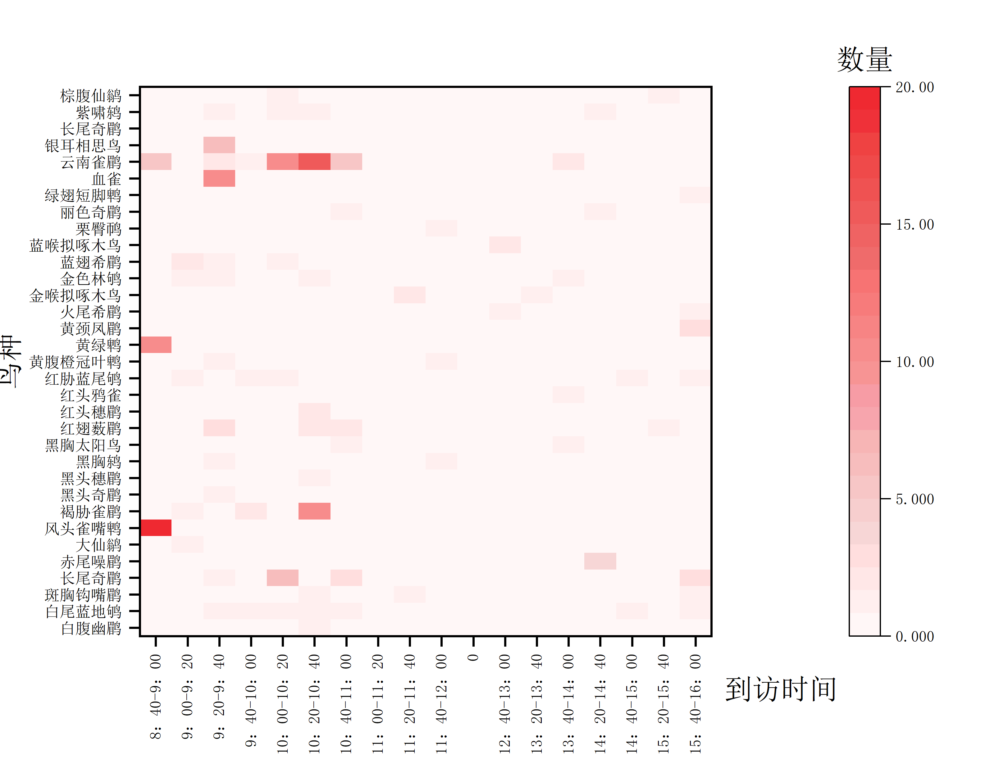 数量
20.00
15.00
10.00
5.000
0.000
棕腹仙鹟
紫啸鸫
长尾奇鹛
银耳相思鸟
云南雀鹛
血雀
绿翅短脚鹎
丽色奇鹛
栗臀䴓
蓝喉拟啄木鸟
蓝翅希鹛
金色林鸲
金喉拟啄木鸟
火尾希鹛
黄颈凤鹛
黄绿鹎
黄腹橙冠叶鹎
红胁蓝尾鸲
红头鸦雀
红头穗鹛
红翅薮鹛
黑胸太阳鸟
黑胸鸫
黑头穗鹛
黑头奇鹛
褐胁雀鹛
风头雀嘴鹎
大仙鹟
赤尾噪鹛
长尾奇鹛
斑胸钩嘴鹛
白尾蓝地鸲
白腹幽鹛
鸟种
8: 40-9: 00
9: 00-9: 20
9: 20-9: 40
9: 40-10: 00
10: 00-10: 20
10: 20-10: 40
10: 40-11: 00
11: 00-11: 20
11: 20-11: 40
11: 40-12: 00
0
12: 40-13: 00
13: 20-13: 40
13: 40-14: 00
14: 20-14: 40
14: 40-15: 00
15: 20-15: 40
15: 40-16: 00
到访时间